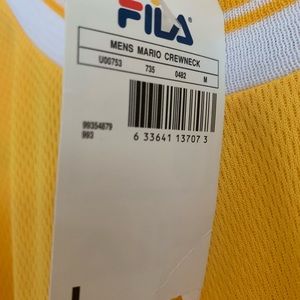 FILA
MENS MARIO CREWNECK
U00753 735 0482 M
99354879
993
6 33641 13707 3